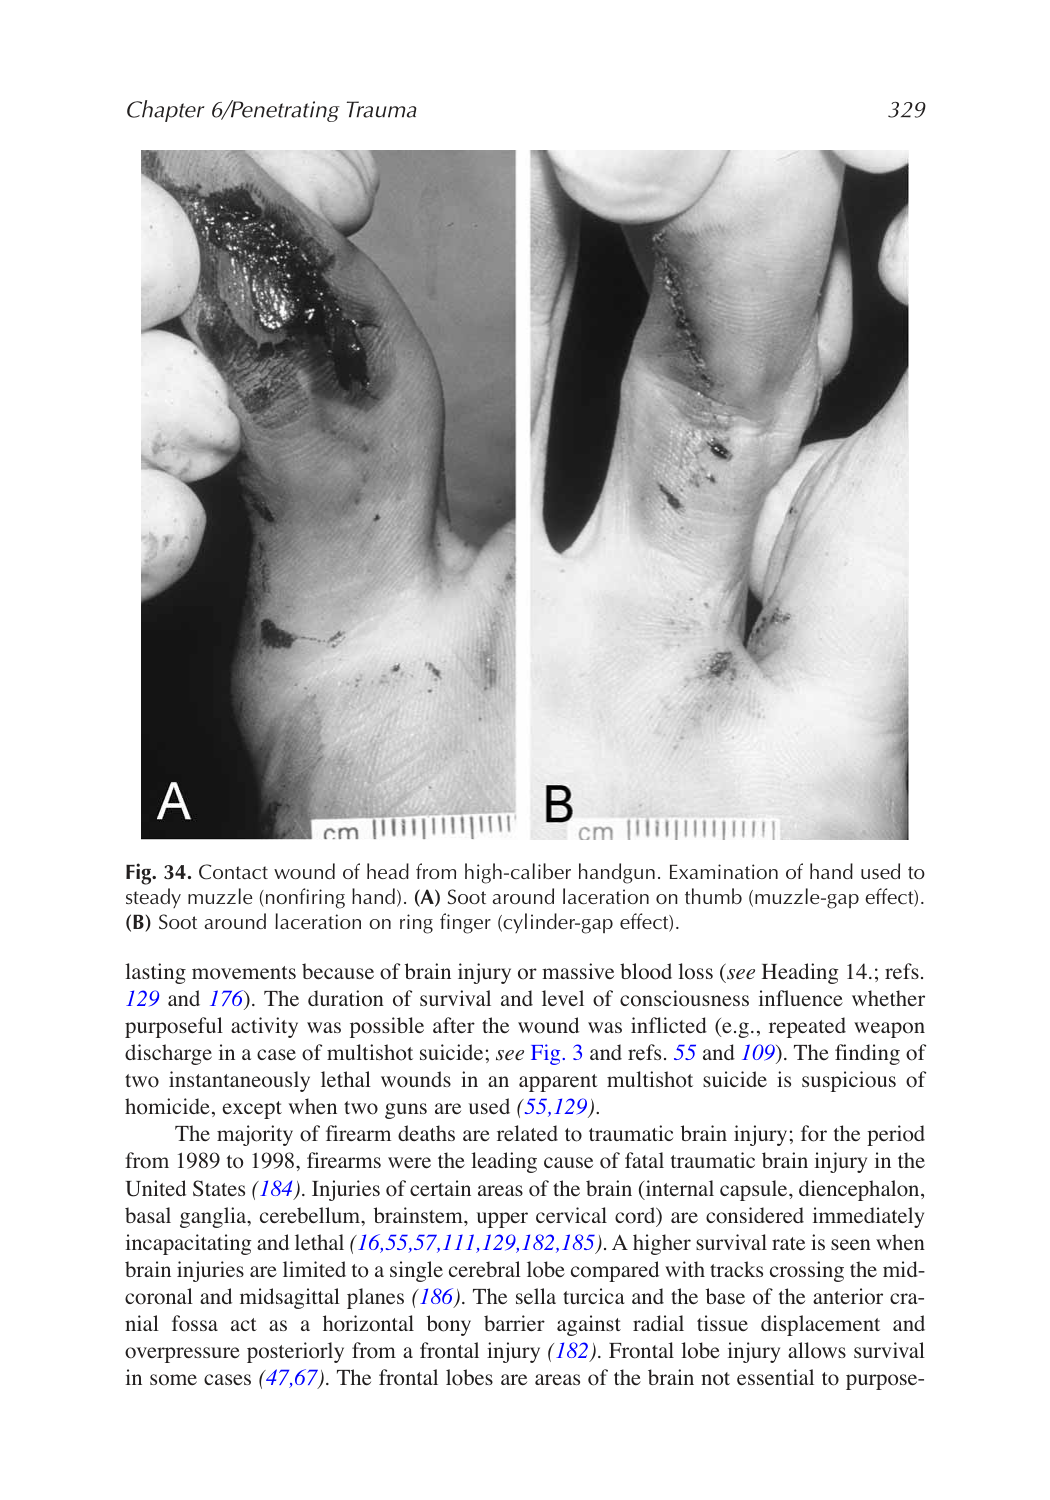 Chapter 6/Penetrating Trauma 329
A
cm
B
cm
Fig. 34. Contact wound of head from high-caliber handgun. Examination of hand used to
steady muzzle (nonfiring hand). (A) Soot around laceration on thumb (muzzle-gap effect).
(B) Soot around laceration on ring finger (cylinder-gap effect).
lasting movements because of brain injury or massive blood loss (see Heading 14.; refs.
129 and 176). The duration of survival and level of consciousness influence whether
purposeful activity was possible after the wound was inflicted (e.g., repeated weapon
discharge in a case of multishot suicide; see Fig. 3 and refs. 55 and 109). The finding of
two instantaneously lethal wounds in an apparent multishot suicide is suspicious of
homicide, except when two guns are used (55,129).
The majority of firearm deaths are related to traumatic brain injury; for the period
from 1989 to 1998, firearms were the leading cause of fatal traumatic brain injury in the
United States (184). Injuries of certain areas of the brain (internal capsule, diencephalon,
basal ganglia, cerebellum, brainstem, upper cervical cord) are considered immediately
incapacitating and lethal (16,55,57,111,129,182,185). A higher survival rate is seen when
brain injuries are limited to a single cerebral lobe compared with tracks crossing the mid-
coronal and midsagittal planes (186). The sella turcica and the base of the anterior cra-
nial fossa act as a horizontal bony barrier against radial tissue displacement and
overpressure posteriorly from a frontal injury (182). Frontal lobe injury allows survival
in some cases (47,67). The frontal lobes are areas of the brain not essential to purpose-